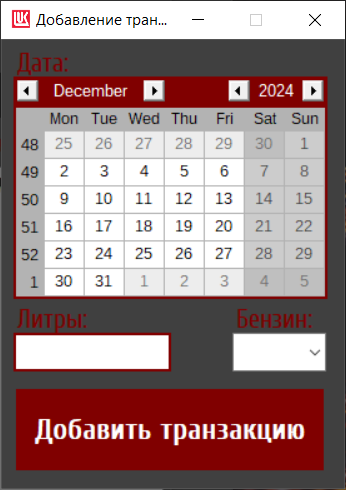 Добавление тран...
Дата:
December 2024
Mon Tue Wed Thu Fri Sat Sun
48 25 26 27 28 29 30 1
49 2 3 4 5 6 7 8
50 9 10 11 12 13 14 15
51 16 17 18 19 20 21 22
52 23 24 25 26 27 28 29
1 30 31 1 2 3 4 5
Литры: Бензин:
Добавить транзакцию